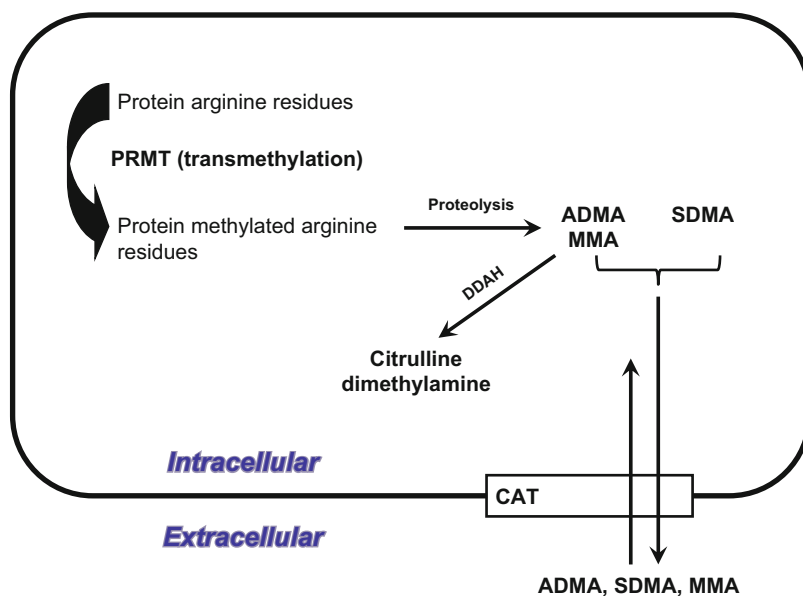 Protein arginine residues
PRMT (transmethylation)
Protein methylated arginine
residues
Proteolysis
ADMA
MMA
SDMA
DDAH
Citrulline
dimethylamine
Intracellular
CAT
Extracellular
ADMA, SDMA, MMA